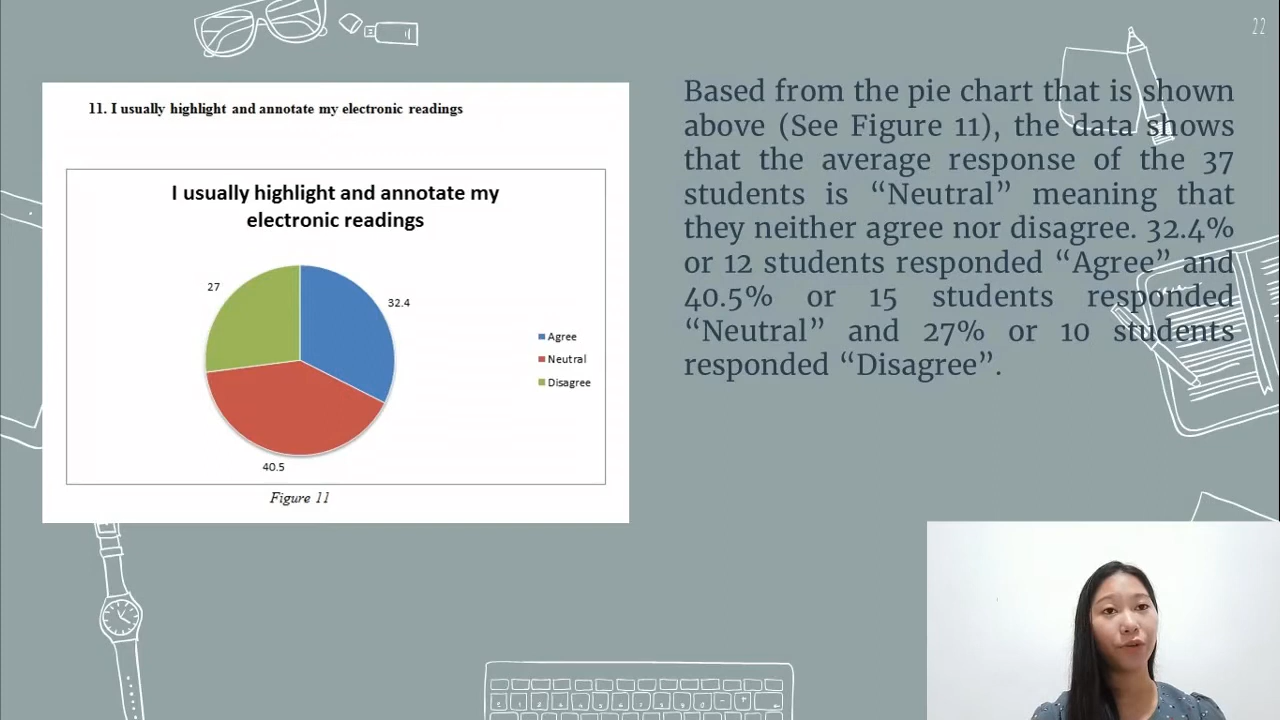 22
11. I usually highlight and annotate my electronic readings
I usually highlight and annotate my
electronic readings
27
32.4
Agree
Neutral
Disagree
40.5
Figure 11
Based from the pie chart that is shown
above (See Figure 11), the data shows
that the average response of the 37
students is “Neutral” meaning that
they neither agree nor disagree. 32.4%
or 12 students responded “Agree” and
40.5% or 15 students responded
“Neutral” and 27% or 10 students
responded “Disagree”.